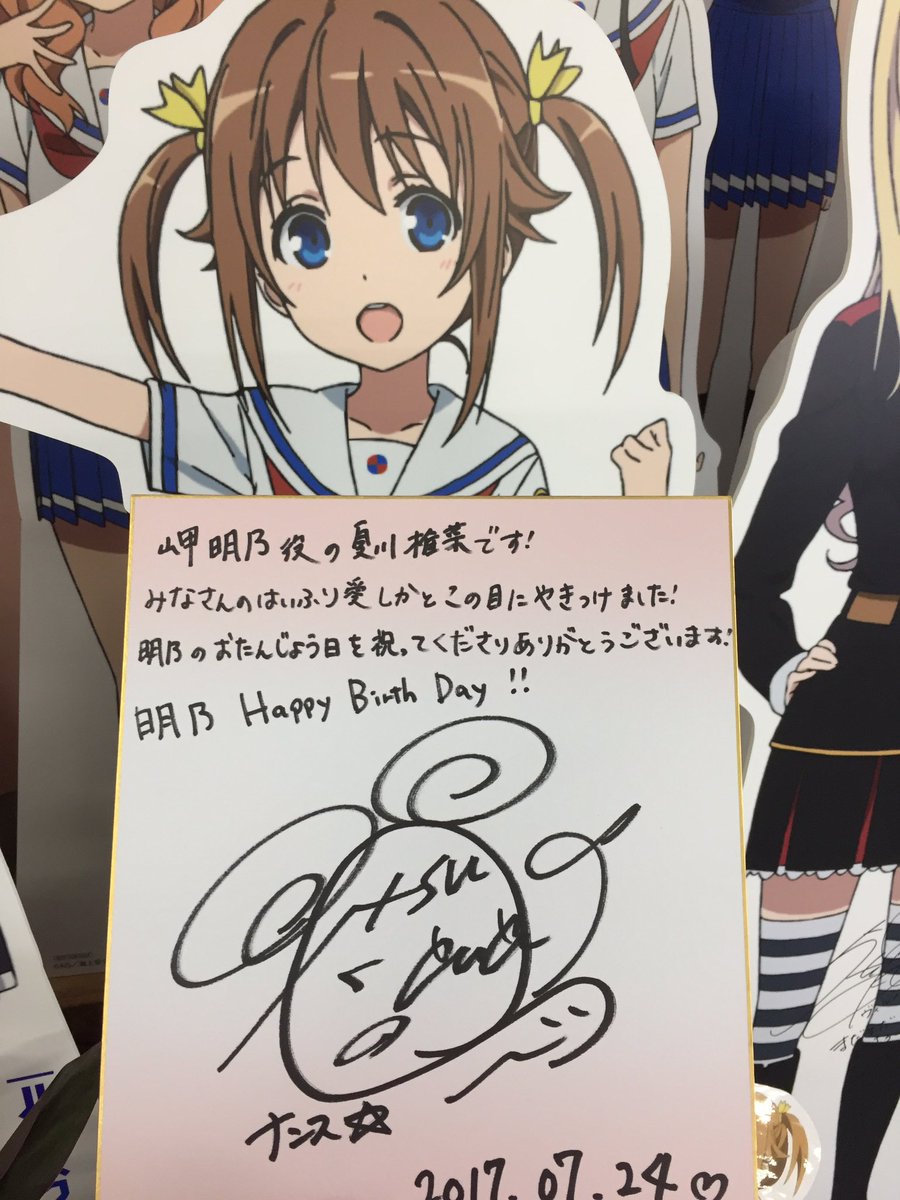 岬明乃役の夏川椎菜です!
みなさんのはいふり愛しかとこの目にやきつけました!
明乃のおたんじょう日を祝ってくださりありがとうございます!
明乃 Happy Birth Day !!
ナンス☆
2017.07.24♡